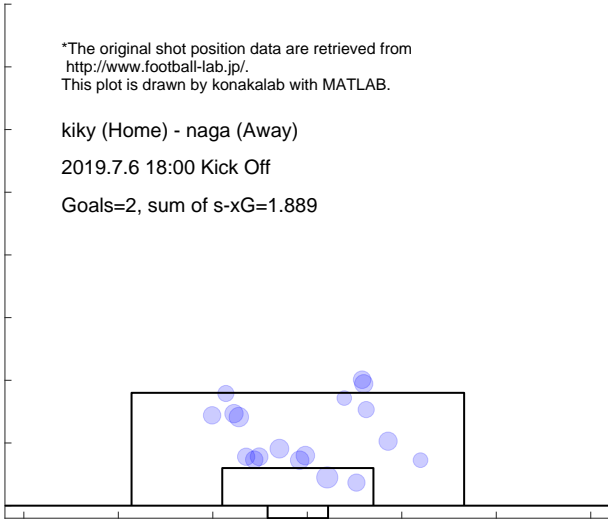 *The original shot position data are retrieved from
http://www.football-lab.jp/.
This plot is drawn by konakalab with MATLAB.
kiky (Home) - naga (Away)
2019.7.6 18:00 Kick Off
Goals=2, sum of s-xG=1.889